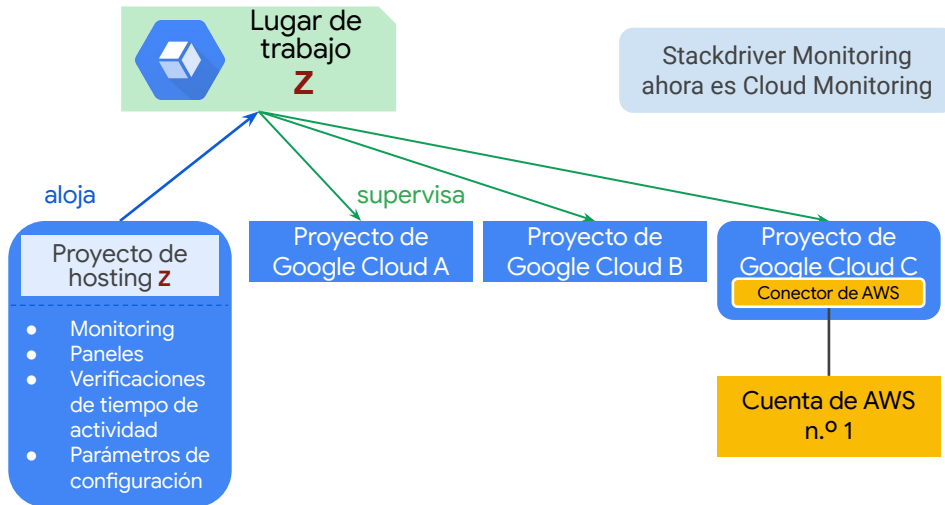 Lugar de
trabajo
Z
Stackdriver Monitoring
ahora es Cloud Monitoring
aloja
supervisa
Proyecto de
hosting Z
● Monitoring
● Paneles
● Verificaciones
de tiempo de
actividad
● Parámetros de
configuración
Proyecto de
Google Cloud A
Proyecto de
Google Cloud B
Proyecto de
Google Cloud C
Conector de AWS
Cuenta de AWS
n.º 1